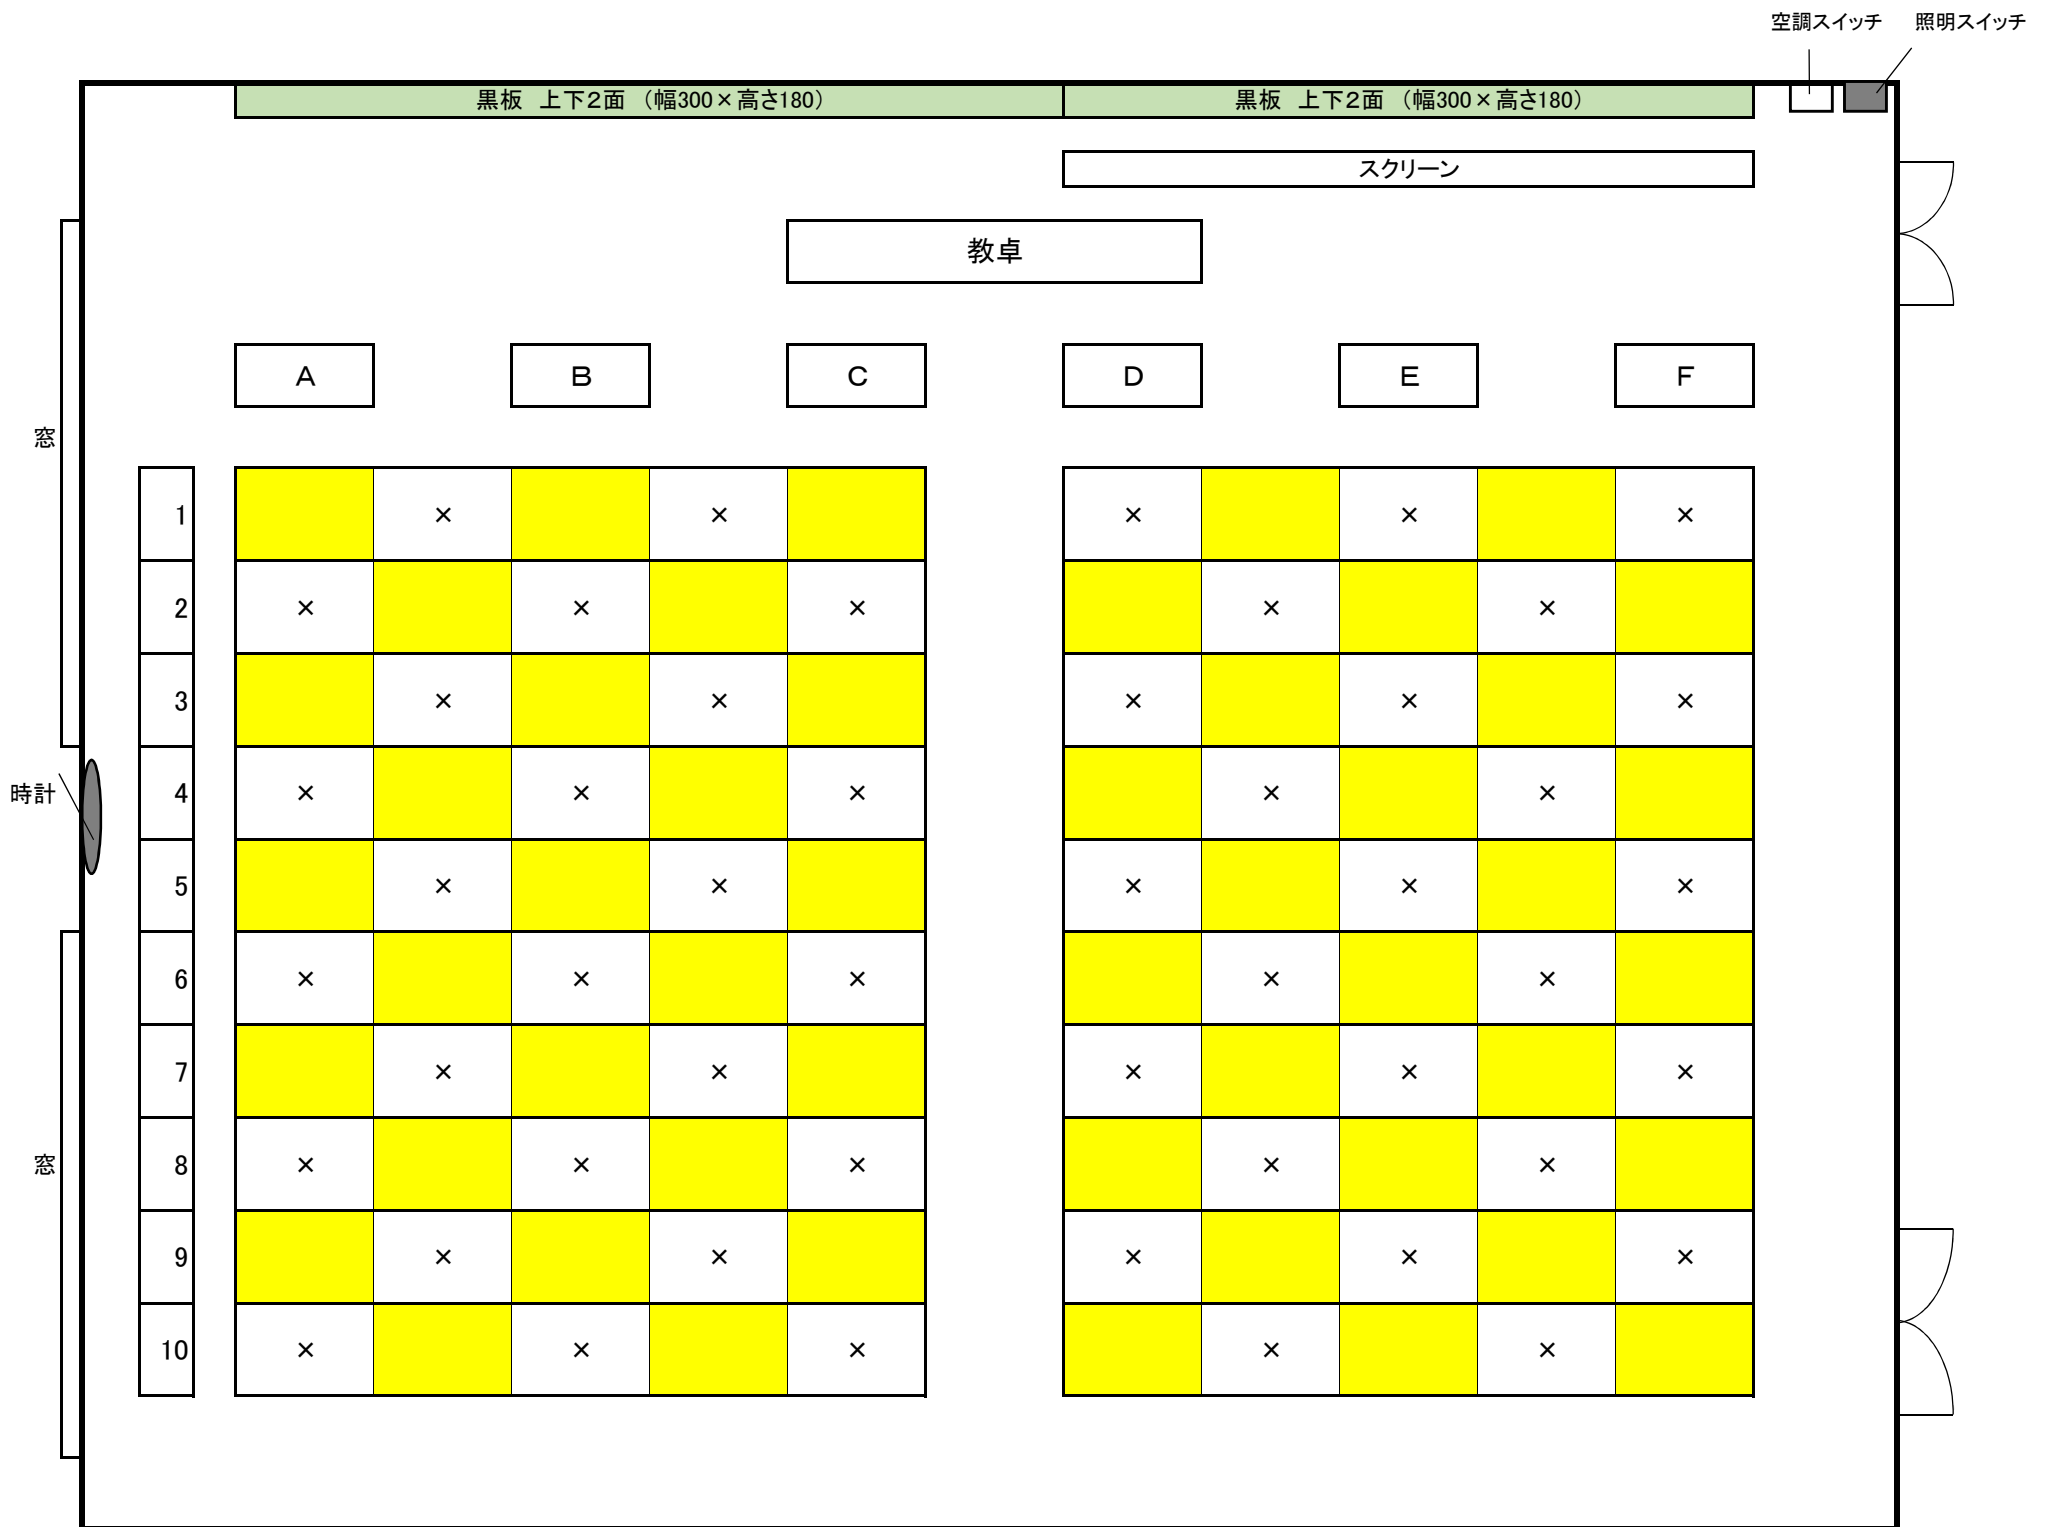 空調スイッチ 照明スイッチ
黒板 上下２面 （幅300×高さ180） 黒板 上下２面 （幅300×高さ180）
スクリーン
教卓
A B C D E F
窓
1 × × × × ×
2 × × × × ×
3 × × × × ×
時計
4 × × × × ×
5 × × × × ×
6 × × × × ×
7 × × × × ×
窓
8 × × × × ×
9 × × × × ×
10 × × × × ×